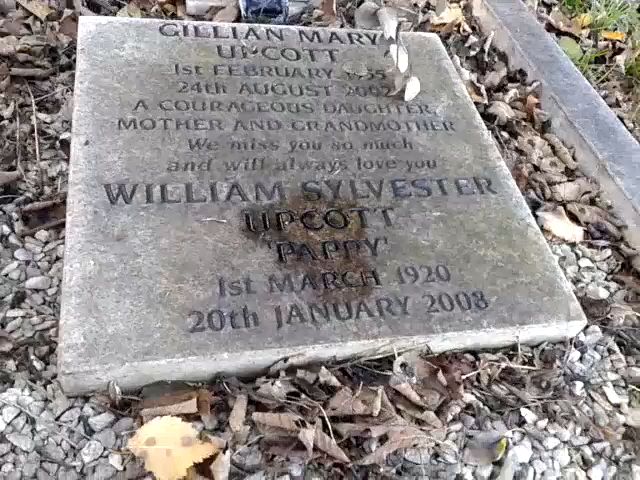 GILLIAN MARY
UPCOTT
1st FEBRUARY
24th AUGUST 2002
A COURAGEOUS DAUGHTER,
MOTHER AND GRANDMOTHER
We miss you so much
and will always love you
WILLIAM SYLVESTER
UPCOTT
'PAPPY'
1st MARCH 1920
20th JANUARY 2008